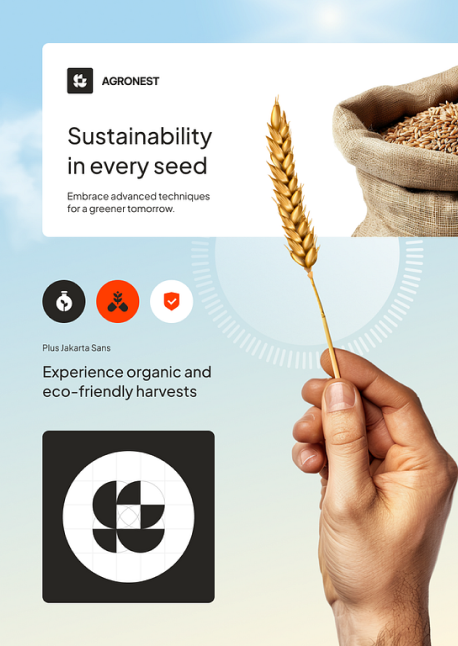 AGRONEST
Sustainability
in every seed
Embrace advanced techniques
for a greener tomorrow.
Plus Jakarta Sans
Experience organic and
eco-friendly harvests